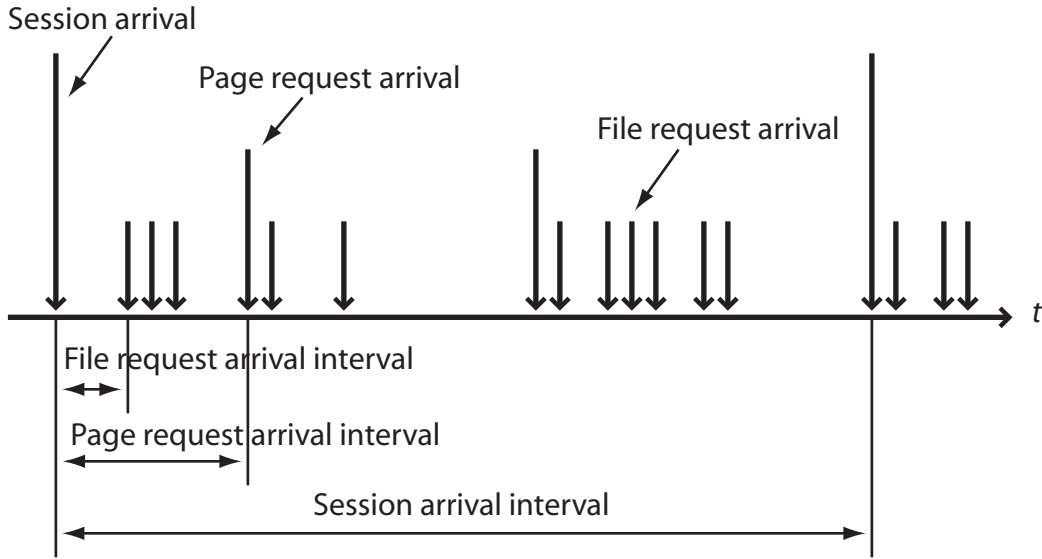 Session arrival
Page request arrival
File request arrival
t
File request arrival interval
Page request arrival interval
Session arrival interval